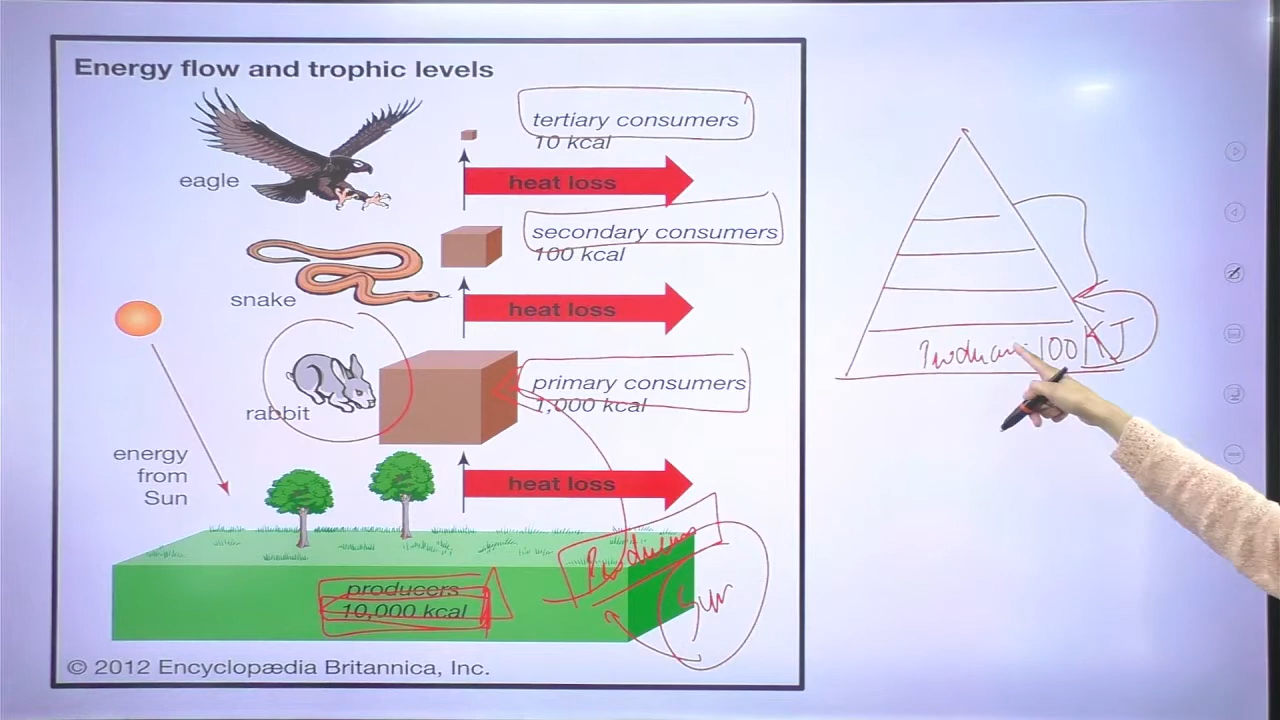 Energy flow and trophic levels
tertiary consumers
10 kcal
eagle
heat loss
secondary consumers
100 kcal
snake
heat loss
primary consumers
1,000 kcal
rabbit
energy
from
Sun
heat loss
Producers
Sun
producers
10,000 kcal
© 2012 Encyclopædia Britannica, Inc.
100 KJ